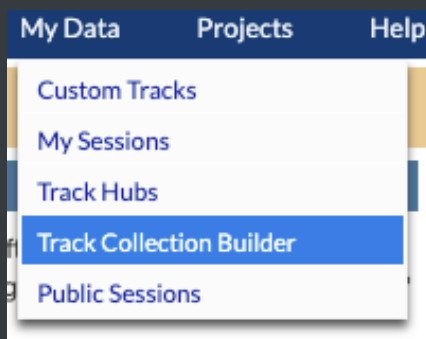 My Data Projects Help
Custom Tracks
My Sessions
Track Hubs
Track Collection Builder
Public Sessions